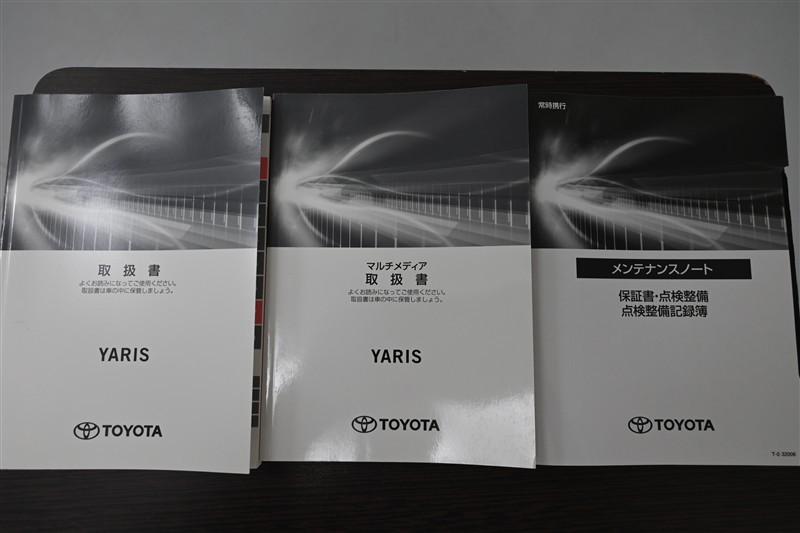 取扱書
よくお読みになってご使用ください。
取扱書は車の中に保管しましょう。
YARIS
TOYOTA
マルチメディア
取扱書
よくお読みになってご使用ください。
取扱書は車の中に保管しましょう。
YARIS
TOYOTA
常時携行
メンテナンスノート
保証書・点検整備
点検整備記録簿
TOYOTA
T-0 32006